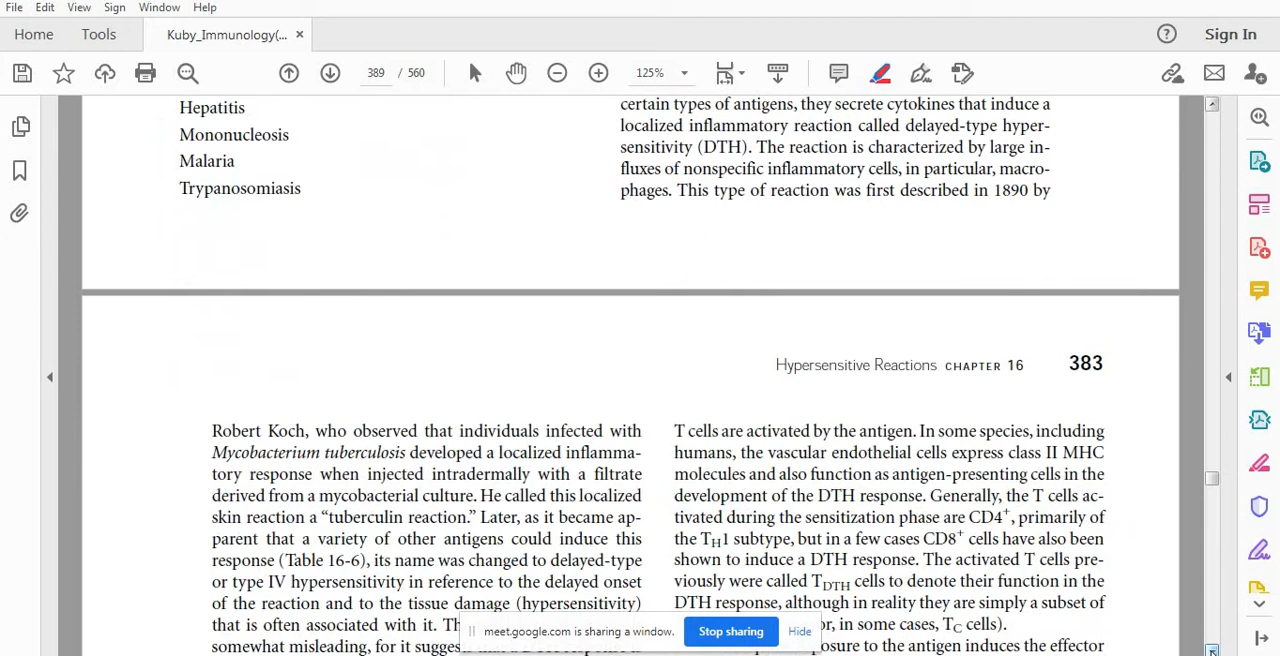 File Edit View Sign Window Help
Home Tools Kuby_Immunology(... × Sign In
389 / 560 125%
Hepatitis
Mononucleosis
Malaria
Trypanosomiasis
certain types of antigens, they secrete cytokines that induce a
localized inflammatory reaction called delayed-type hyper-
sensitivity (DTH). The reaction is characterized by large in-
fluxes of nonspecific inflammatory cells, in particular, macro-
phages. This type of reaction was first described in 1890 by
Hypersensitive Reactions CHAPTER 16 383
Robert Koch, who observed that individuals infected with
Mycobacterium tuberculosis developed a localized inflamma-
tory response when injected intradermally with a filtrate
derived from a mycobacterial culture. He called this localized
skin reaction a “tuberculin reaction.” Later, as it became ap-
parent that a variety of other antigens could induce this
response (Table 16-6), its name was changed to delayed-type
or type IV hypersensitivity in reference to the delayed onset
of the reaction and to the tissue damage (hypersensitivity)
that is often associated with it. Th
somewhat misleading, for it sugges
T cells are activated by the antigen. In some species, including
humans, the vascular endothelial cells express class II MHC
molecules and also function as antigen-presenting cells in the
development of the DTH response. Generally, the T cells ac-
tivated during the sensitization phase are CD4+, primarily of
the TH1 subtype, but in a few cases CD8+ cells have also been
shown to induce a DTH response. The activated T cells pre-
viously were called TDTH cells to denote their function in the
DTH response, although in reality they are simply a subset of
or, in some cases, TC cells).
posure to the antigen induces the effector
meet.google.com is sharing a window. Stop sharing Hide